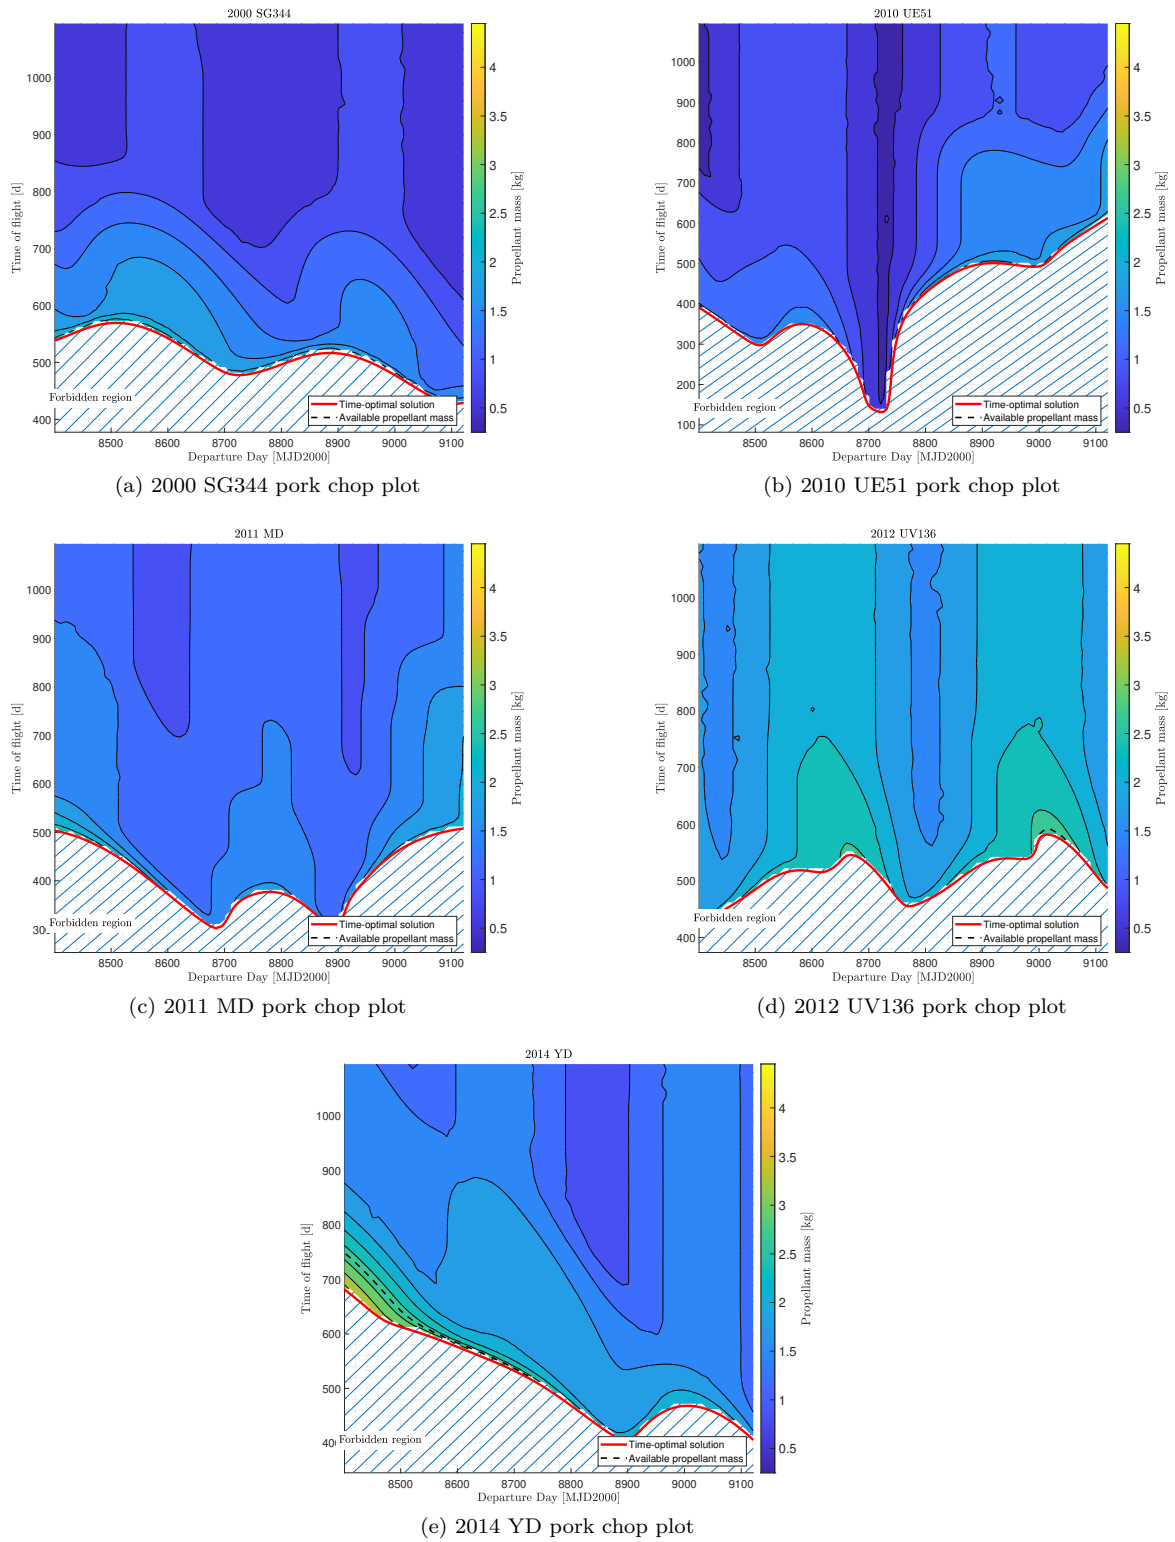 2000 SG344
1000
900
800
700
600
500
400
Time of flight [d]
Forbidden region
Time-optimal solution
Available propellant mass
8500 8600 8700 8800 8900 9000 9100
Departure Day [MJD2000]
4
3.5
3
2.5
2
1.5
1
0.5
Propellant mass [kg]
(a) 2000 SG344 pork chop plot
2010 UE51
1000
900
800
700
600
500
400
300
200
100
Time of flight [d]
Forbidden region
Time-optimal solution
Available propellant mass
8500 8600 8700 8800 8900 9000 9100
Departure Day [MJD2000]
4
3.5
3
2.5
2
1.5
1
0.5
Propellant mass [kg]
(b) 2010 UE51 pork chop plot
2011 MD
1000
900
800
700
600
500
400
30
Time of flight [d]
Forbidden region
Time-optimal solution
Available propellant mass
8500 8600 8700 8800 8900 9000 9100
Departure Day [MJD2000]
4
3.5
3
2.5
2
1.5
1
0.5
Propellant mass [kg]
(c) 2011 MD pork chop plot
2012 UV136
1000
900
800
700
600
500
400
Time of flight [d]
Forbidden region
Time-optimal solution
Available propellant mass
8500 8600 8700 8800 8900 9000 9100
Departure Day [MJD2000]
4
3.5
3
2.5
2
1.5
1
0.5
Propellant mass [kg]
(d) 2012 UV136 pork chop plot
2014 YD
1000
900
800
700
600
500
40
Time of flight [d]
Forbidden region
Time-optimal solution
Available propellant mass
8500 8600 8700 8800 8900 9000 9100
Departure Day [MJD2000]
4
3.5
3
2.5
2
1.5
1
0.5
Propellant mass [kg]
(e) 2014 YD pork chop plot